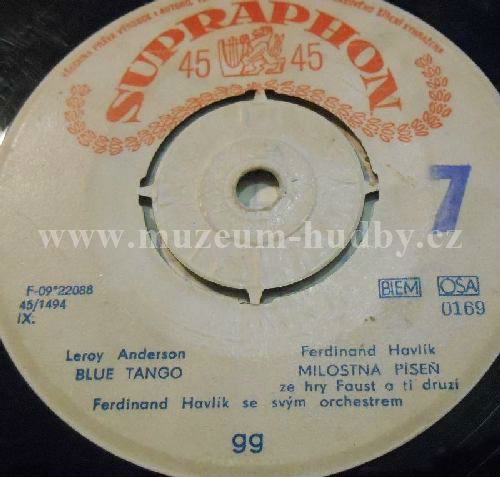 SUPRAPHON
45 45
7
www.muzeum-hudby.cz
F-09*22088
45/1494
IX.
BIEM OSA
0169
Leroy Anderson
BLUE TANGO
Ferdinand Havlík
MILOSTNA PÍSEŇ
ze hry Faust a ti druzí
Ferdinand Havlík se svým orchestrem
gg